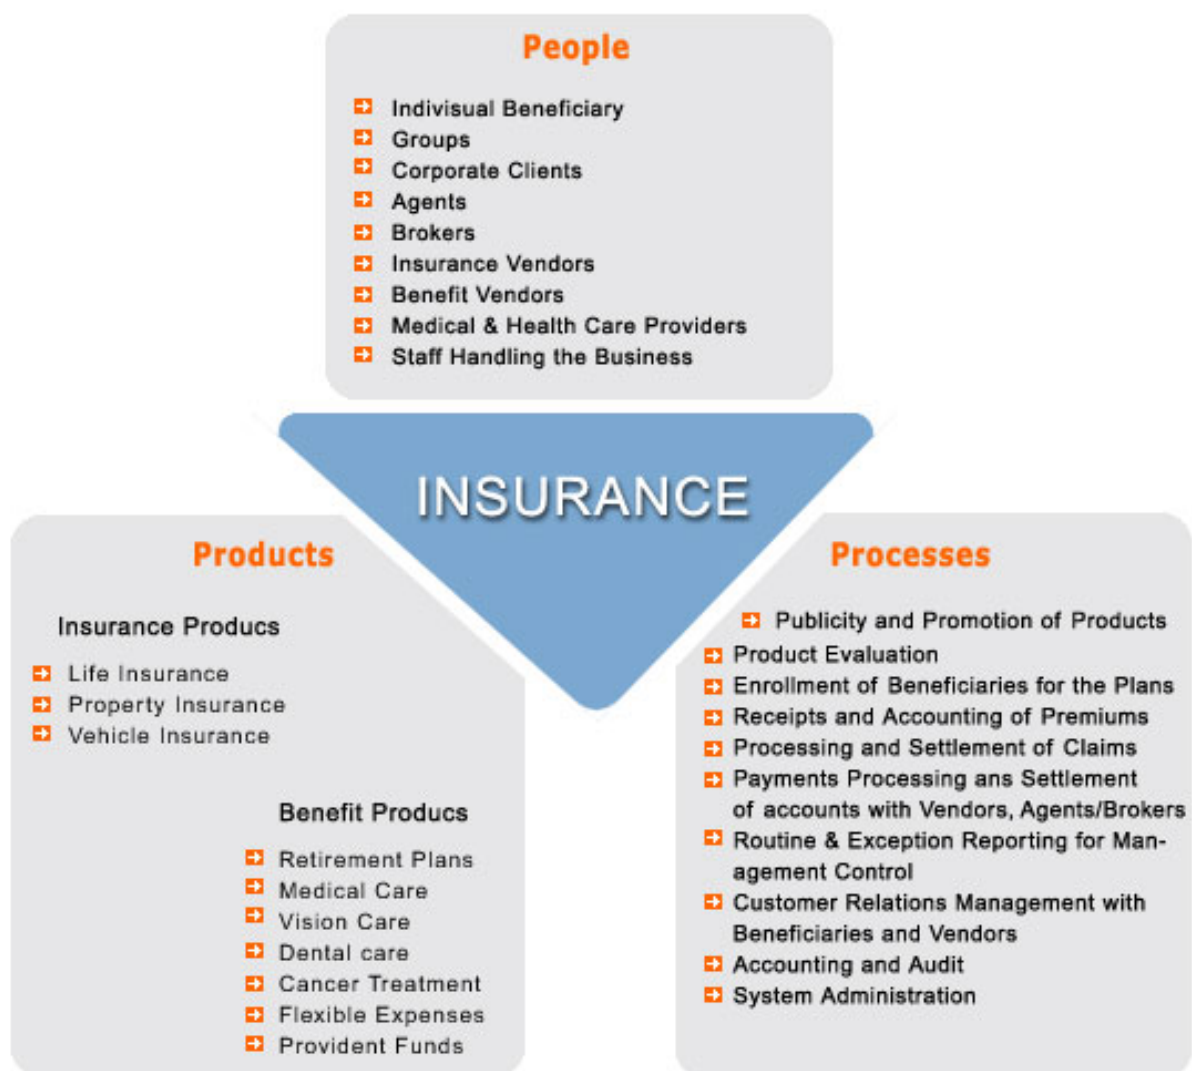 People
Indivisual Beneficiary
Groups
Corporate Clients
Agents
Brokers
Insurance Vendors
Benefit Vendors
Medical & Health Care Providers
Staff Handling the Business
INSURANCE
Products
Insurance Producs
Life Insurance
Property Insurance
Vehicle Insurance
Benefit Producs
Retirement Plans
Medical Care
Vision Care
Dental care
Cancer Treatment
Flexible Expenses
Provident Funds
Processes
Publicity and Promotion of Products
Product Evaluation
Enrollment of Beneficiaries for the Plans
Receipts and Accounting of Premiums
Processing and Settlement of Claims
Payments Processing ans Settlement
of accounts with Vendors, Agents/Brokers
Routine & Exception Reporting for Man-
agement Control
Customer Relations Management with
Beneficiaries and Vendors
Accounting and Audit
System Administration